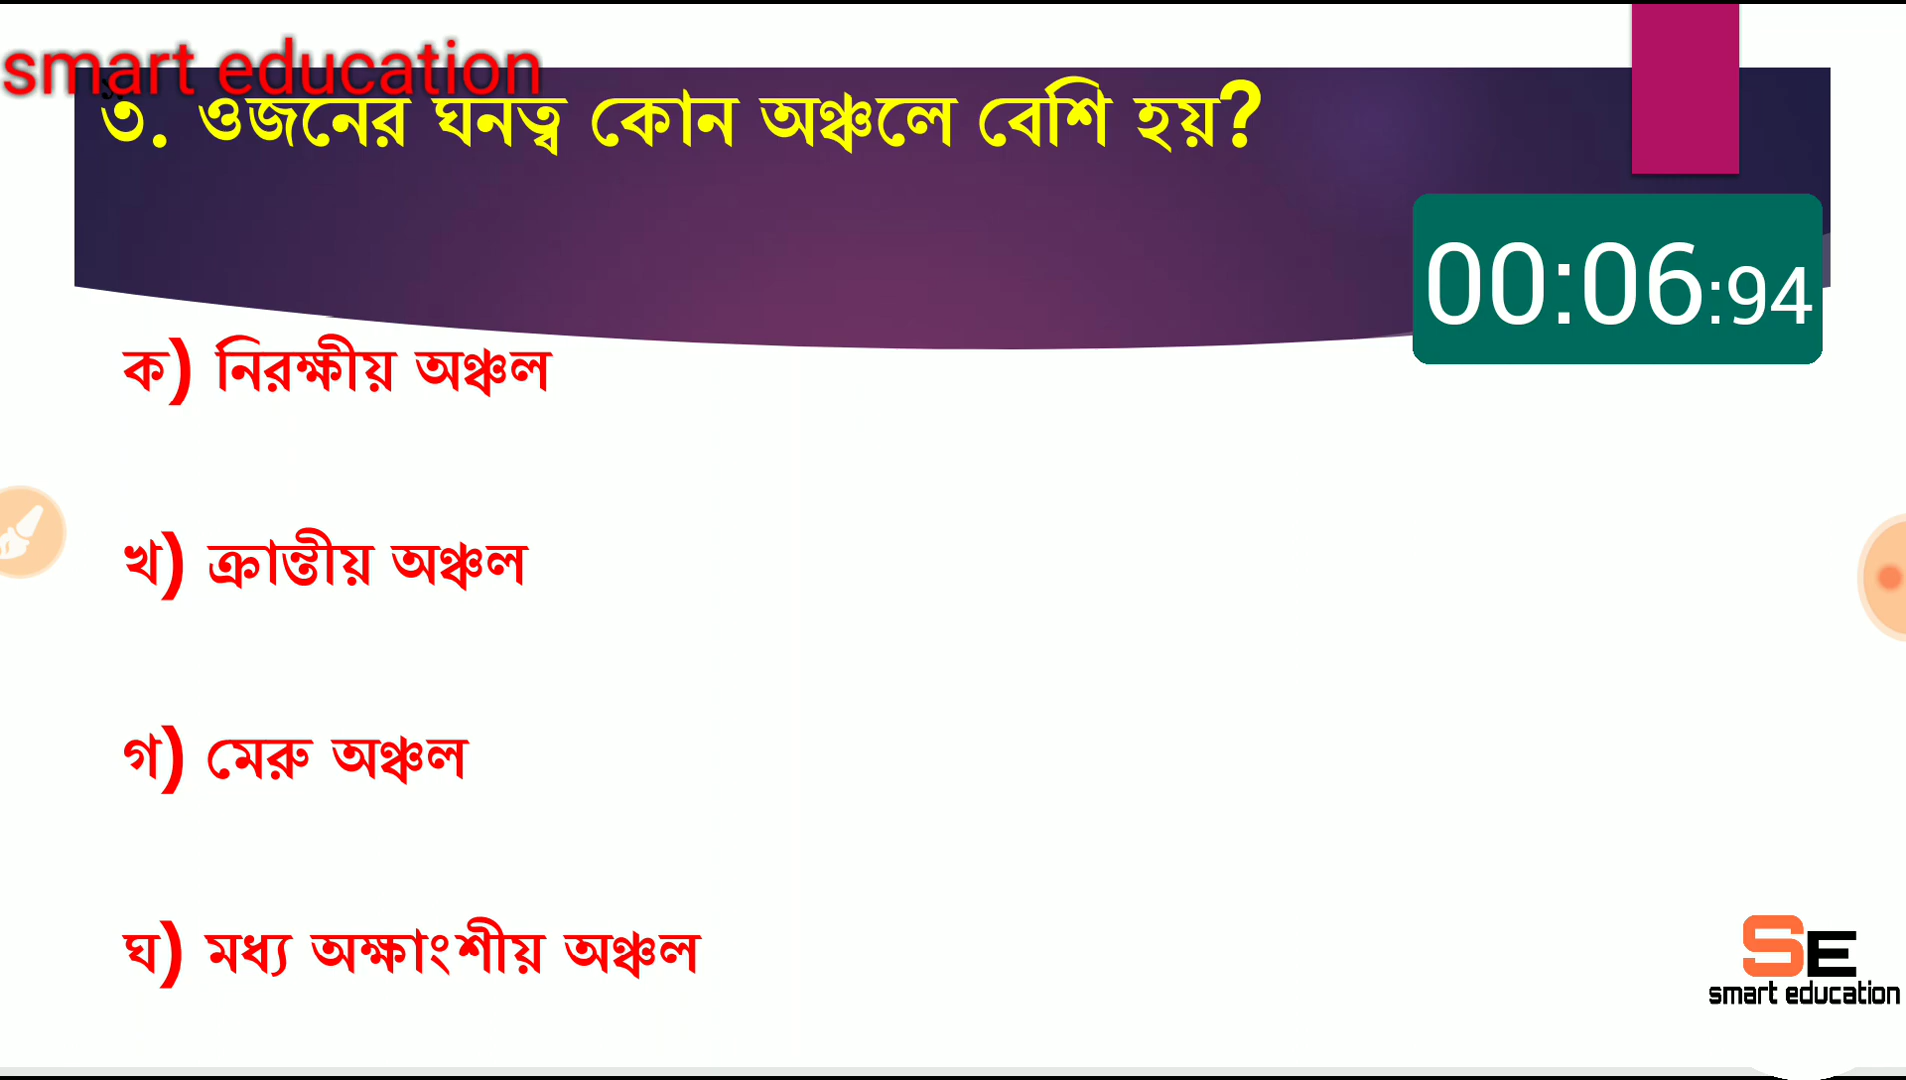 smart education
৩. ওজনের ঘনত্ব কোন অঞ্চলে বেশি হয়?
00:06:94
ক) নিরক্ষীয় অঞ্চল
খ) ক্রান্তীয় অঞ্চল
গ) মেরু অঞ্চল
ঘ) মধ্য অক্ষাংশীয় অঞ্চল
SE
smart education